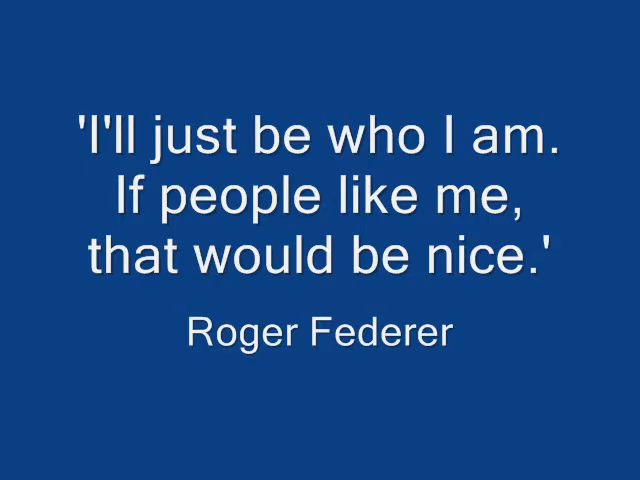 'I'll just be who I am.
If people like me,
that would be nice.'
Roger Federer